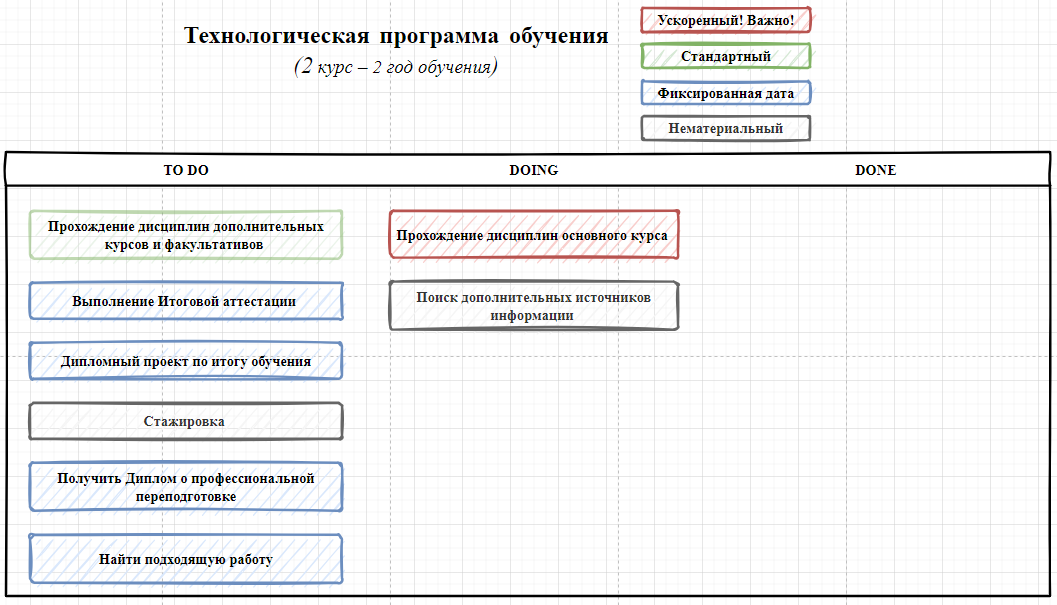 Технологическая программа обучения
(2 курс – 2 год обучения)
Ускоренный! Важно!
Стандартный
Фиксированная дата
Нематериальный
TO DO
DOING
DONE
Прохождение дисциплин дополнительных
курсов и факультативов
Выполнение Итоговой аттестации
Дипломный проект по итогу обучения
Стажировка
Получить Диплом о профессиональной
переподготовке
Найти подходящую работу
Прохождение дисциплин основного курса
Поиск дополнительных источников
информации